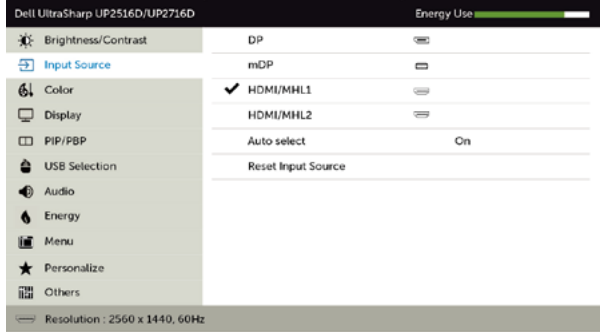 Dell UltraSharp UP2516D/UP2716D Energy Use
Brightness/Contrast
Input Source
Color
Display
PIP/PBP
USB Selection
Audio
Energy
Menu
Personalize
Others
DP
mDP
HDMI/MHL1
HDMI/MHL2
Auto select On
Reset Input Source
Resolution : 2560 x 1440, 60Hz